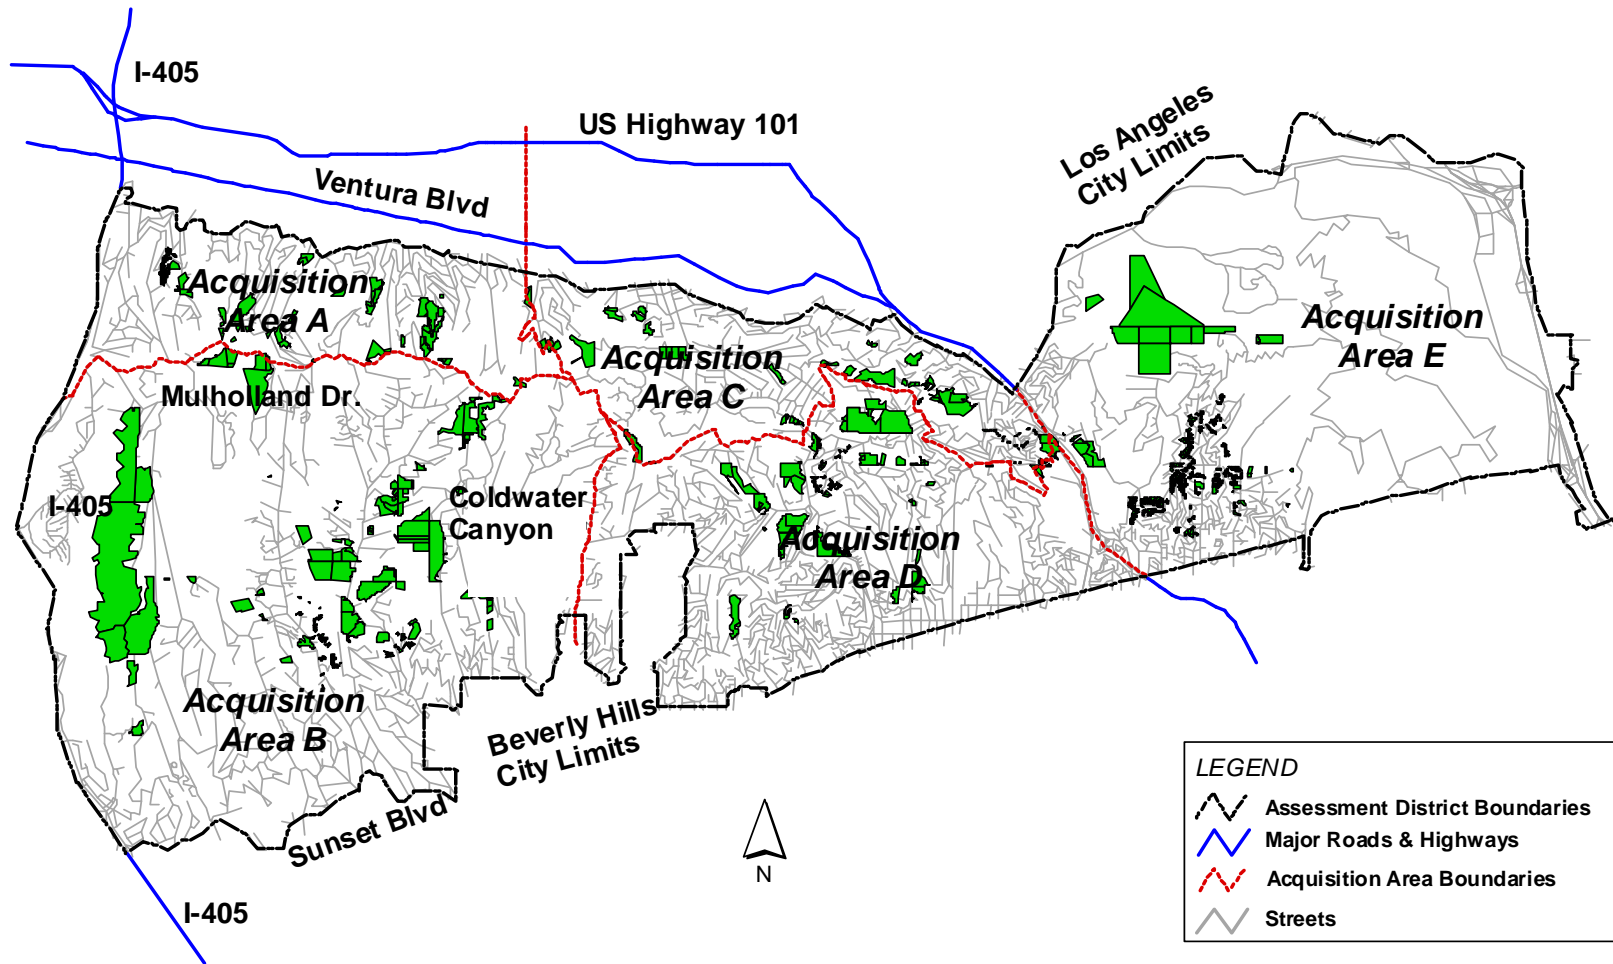 I-405
US Highway 101
Los Angeles
City Limits
Ventura Blvd
Acquisition
Area A
Acquisition
Area E
Acquisition
Area C
Mulholland Dr.
I-405
Coldwater
Canyon
Acquisition
Area D
Acquisition
Area B
Beverly Hills
City Limits
Sunset Blvd
I-405
N
LEGEND
Assessment District Boundaries
Major Roads & Highways
Acquisition Area Boundaries
Streets